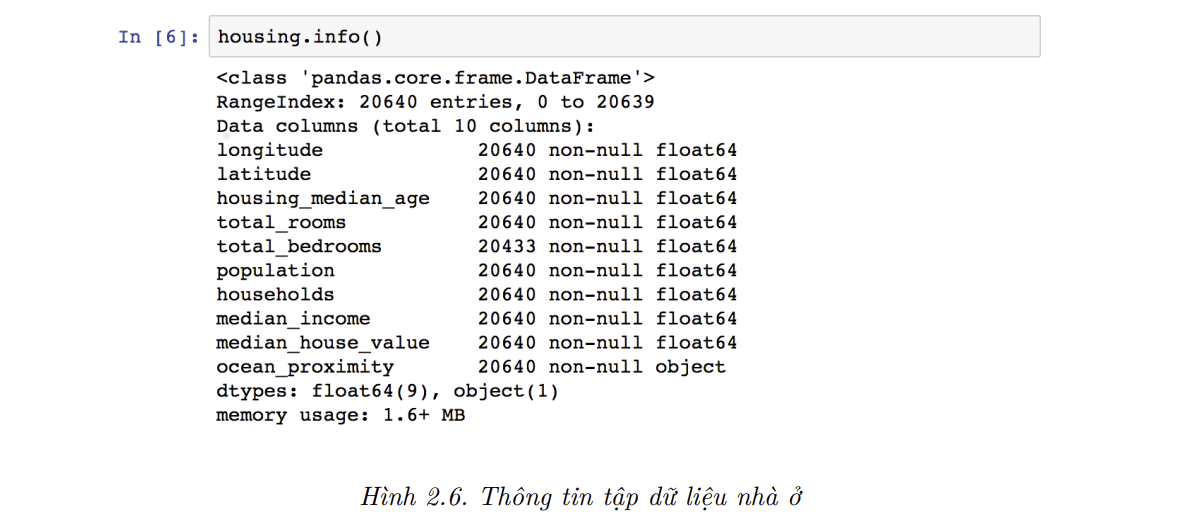 In [6]: housing.info()
<class 'pandas.core.frame.DataFrame'>
RangeIndex: 20640 entries, 0 to 20639
Data columns (total 10 columns):
longitude             20640 non-null float64
latitude              20640 non-null float64
housing_median_age    20640 non-null float64
total_rooms           20640 non-null float64
total_bedrooms        20433 non-null float64
population            20640 non-null float64
households            20640 non-null float64
median_income         20640 non-null float64
median_house_value    20640 non-null float64
ocean_proximity       20640 non-null object
dtypes: float64(9), object(1)
memory usage: 1.6+ MB
Hình 2.6. Thông tin tập dữ liệu nhà ở